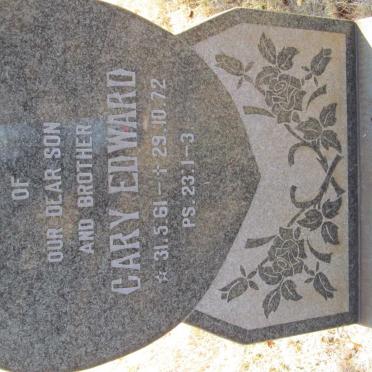 OF
OUR DEAR SON
AND BROTHER
GARY EDWARD
☆ 31.5.61 – ✝ 29.10.72
PS. 23.1–3